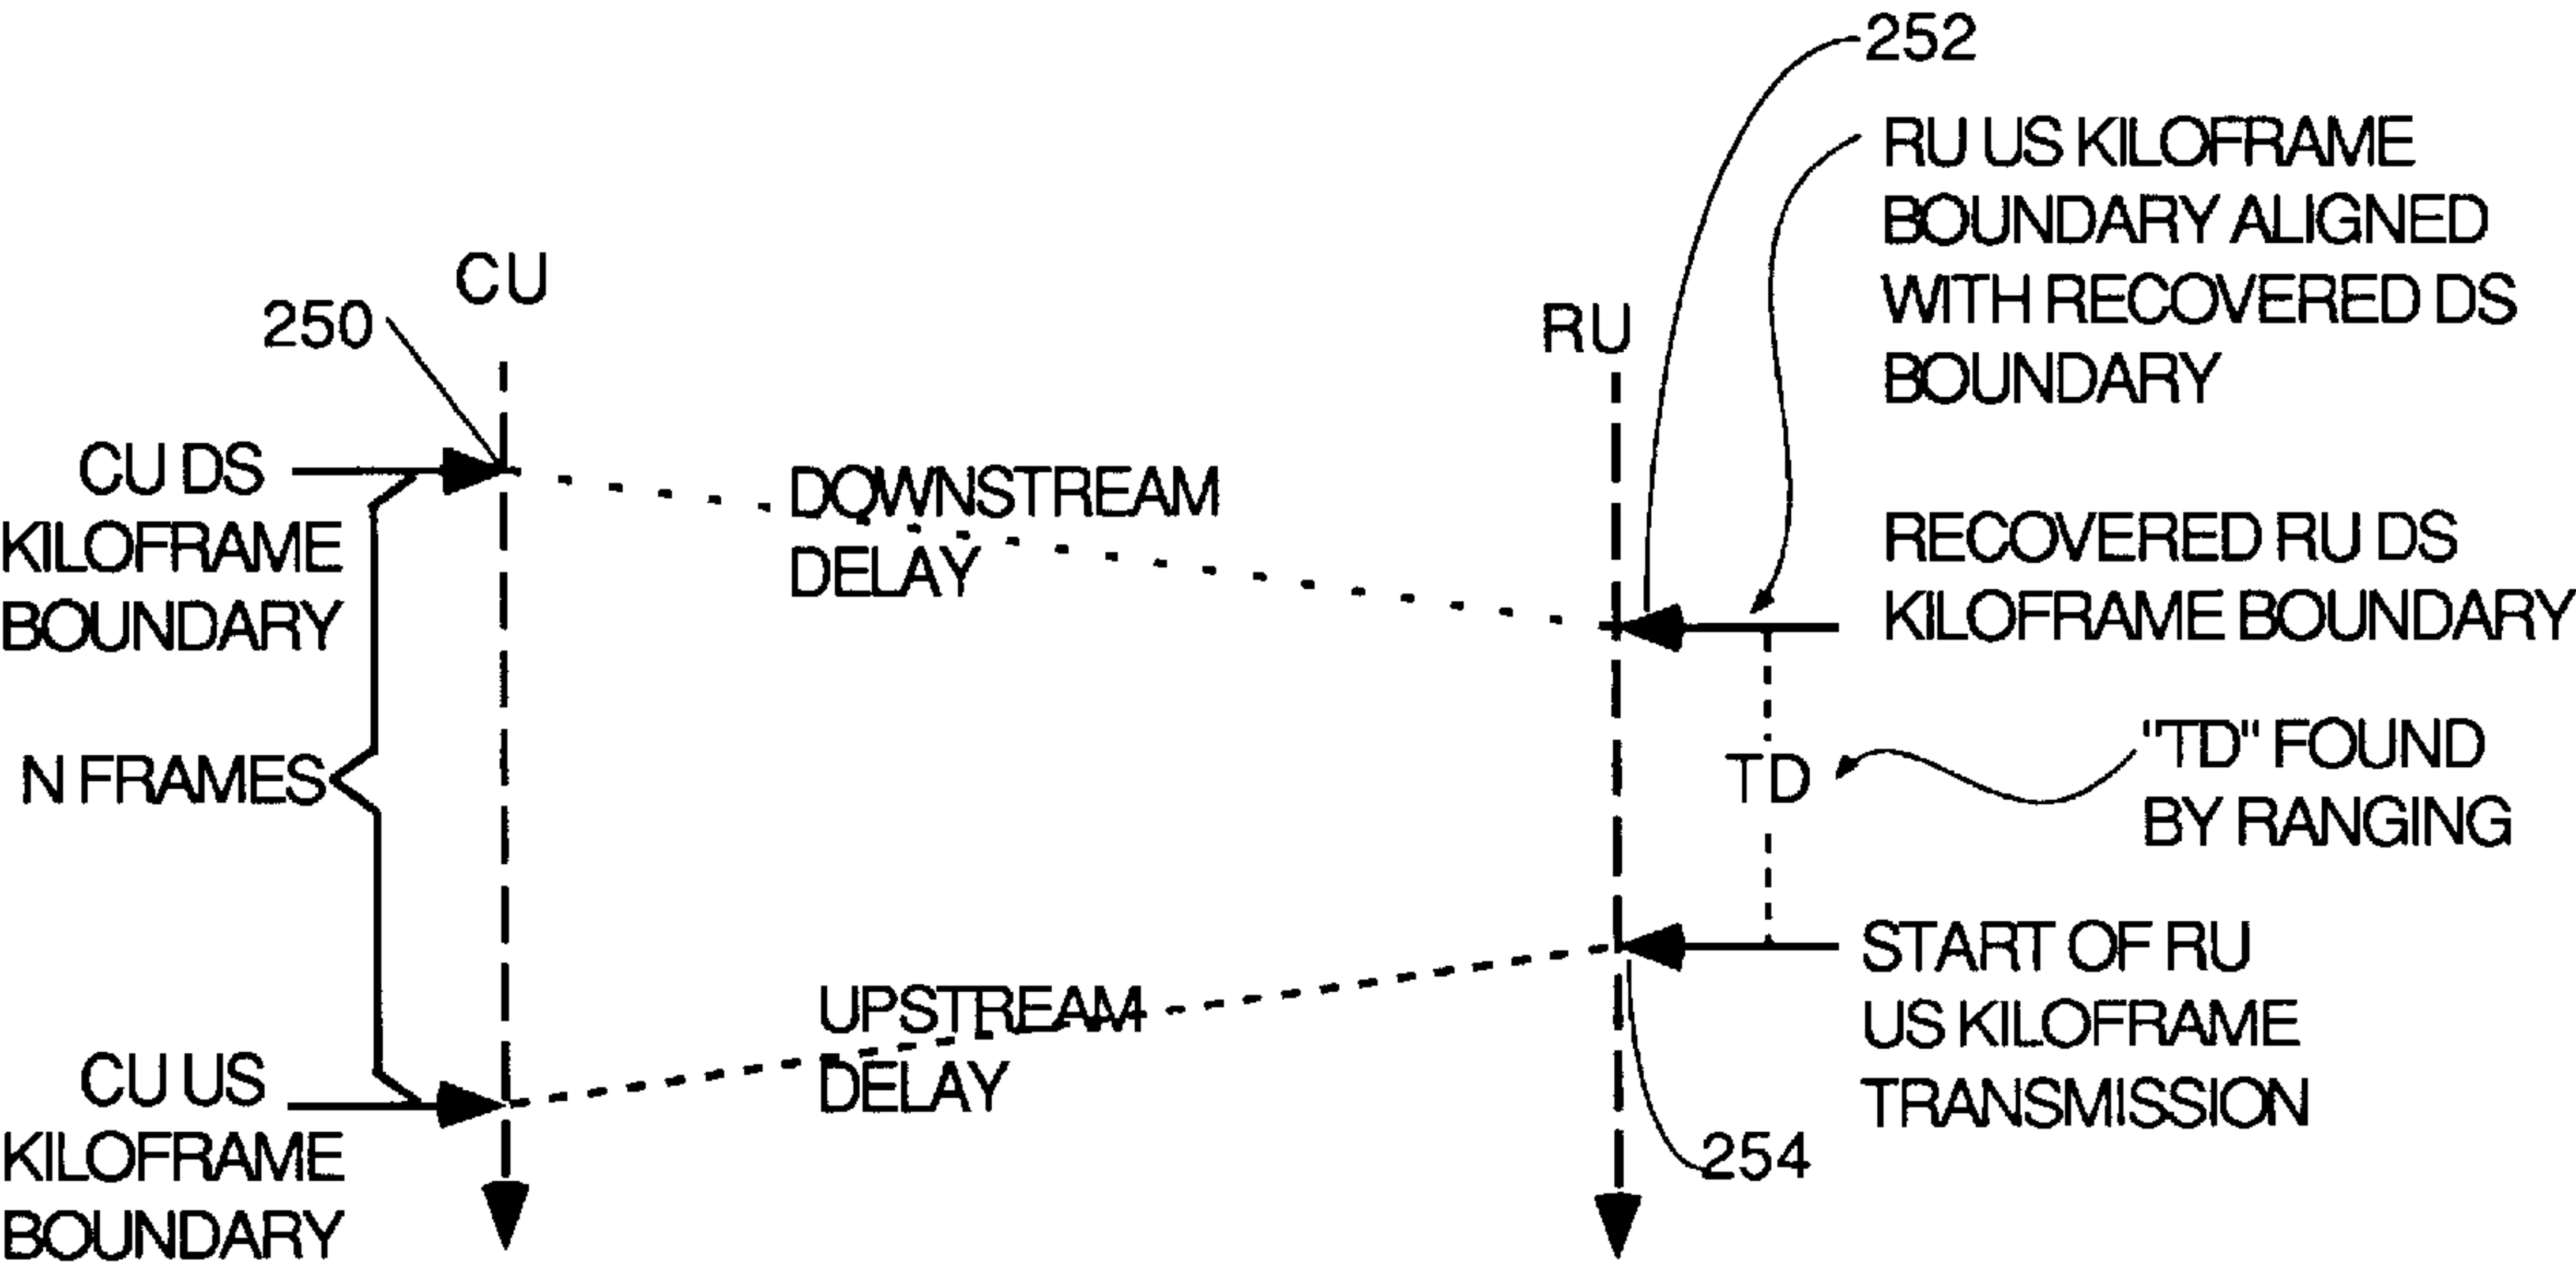 252
RU US KILOFRAME
BOUNDARY ALIGNED
WITH RECOVERED DS
BOUNDARY
CU
250
RU
CU DS
KILOFRAME
BOUNDARY
DOWNSTREAM
DELAY
RECOVERED RU DS
KILOFRAME BOUNDARY
N FRAMES
TD
"TD" FOUND
BY RANGING
CU US
KILOFRAME
BOUNDARY
UPSTREAM
DELAY
START OF RU
US KILOFRAME
TRANSMISSION
254